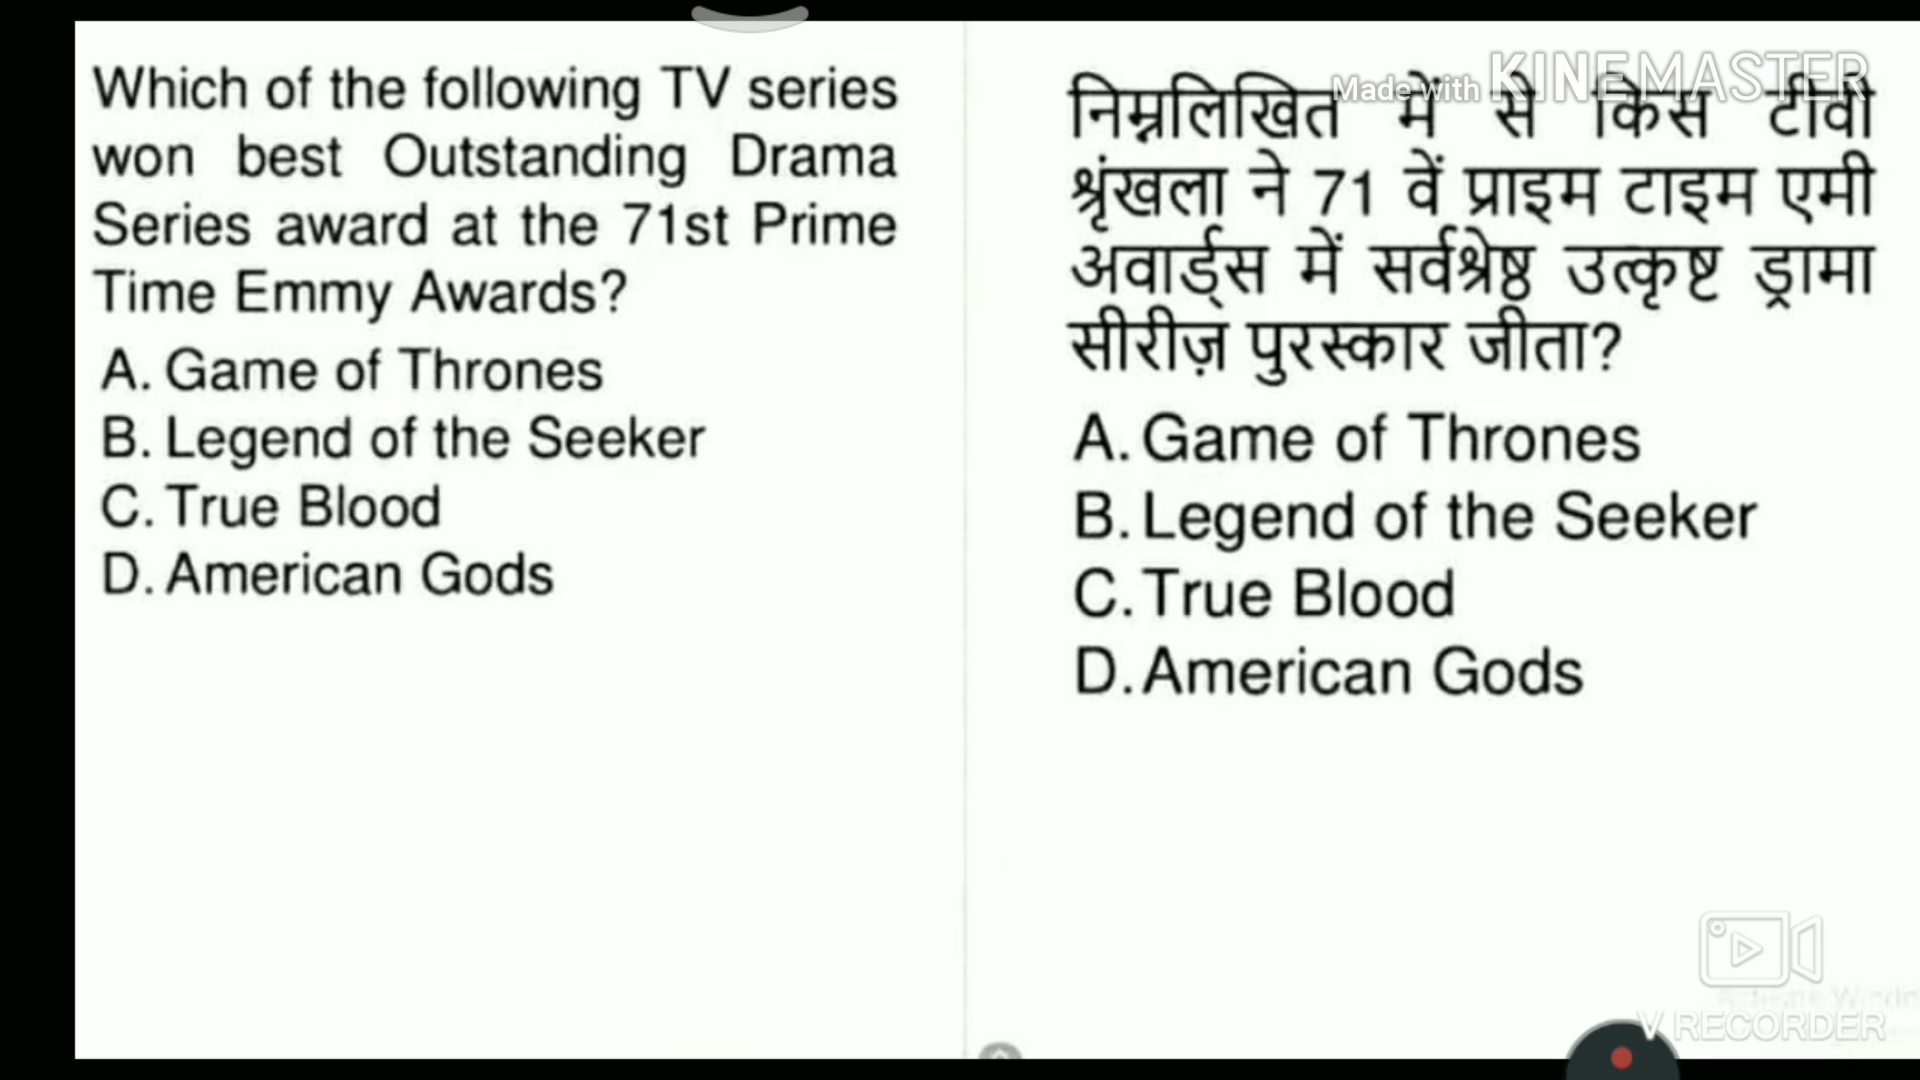 Which of the following TV series
won best Outstanding Drama
Series award at the 71st Prime
Time Emmy Awards?
A. Game of Thrones
B. Legend of the Seeker
C. True Blood
D. American Gods
Made with KINEMASTER
निम्नलिखित में से किस टीवी
श्रृंखला ने 71 वें प्राइम टाइम एमी
अवार्ड्स में सर्वश्रेष्ठ उत्कृष्ट ड्रामा
सीरीज़ पुरस्कार जीता?
A. Game of Thrones
B. Legend of the Seeker
C. True Blood
D. American Gods
V RECORDER